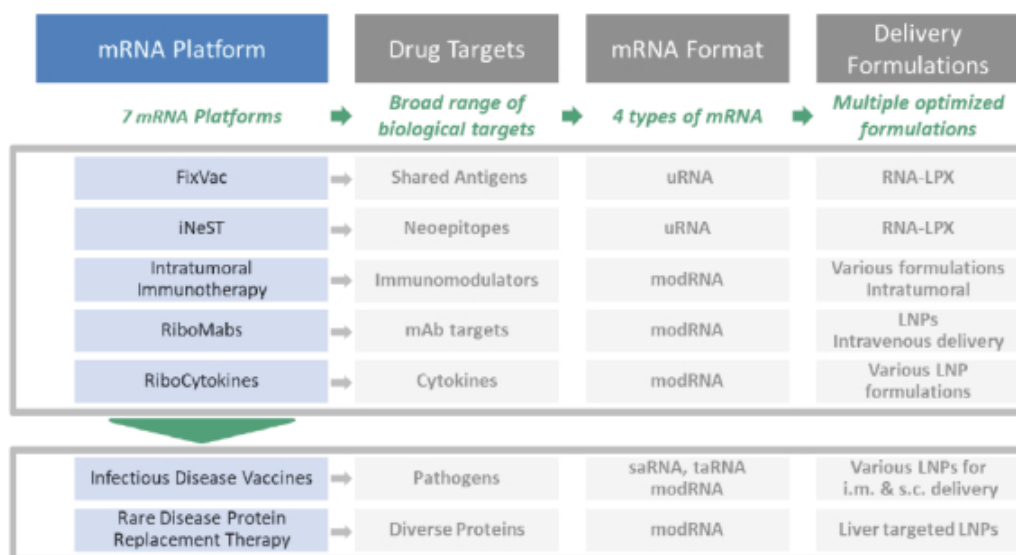 mRNA Platform
Drug Targets
mRNA Format
Delivery
Formulations
7 mRNA Platforms
Broad range of
biological targets
4 types of mRNA
Multiple optimized
formulations
FixVac
Shared Antigens
uRNA
RNA-LPX
iNeST
Neoepitopes
uRNA
RNA-LPX
Intratumoral
Immunotherapy
Immunomodulators
modRNA
Various formulations
Intratumoral
RiboMabs
mAb targets
modRNA
LNPs
Intravenous delivery
RiboCytokines
Cytokines
modRNA
Various LNP
formulations
Infectious Disease Vaccines
Pathogens
saRNA, taRNA
modRNA
Various LNPs for
i.m. & s.c. delivery
Rare Disease Protein
Replacement Therapy
Diverse Proteins
modRNA
Liver targeted LNPs